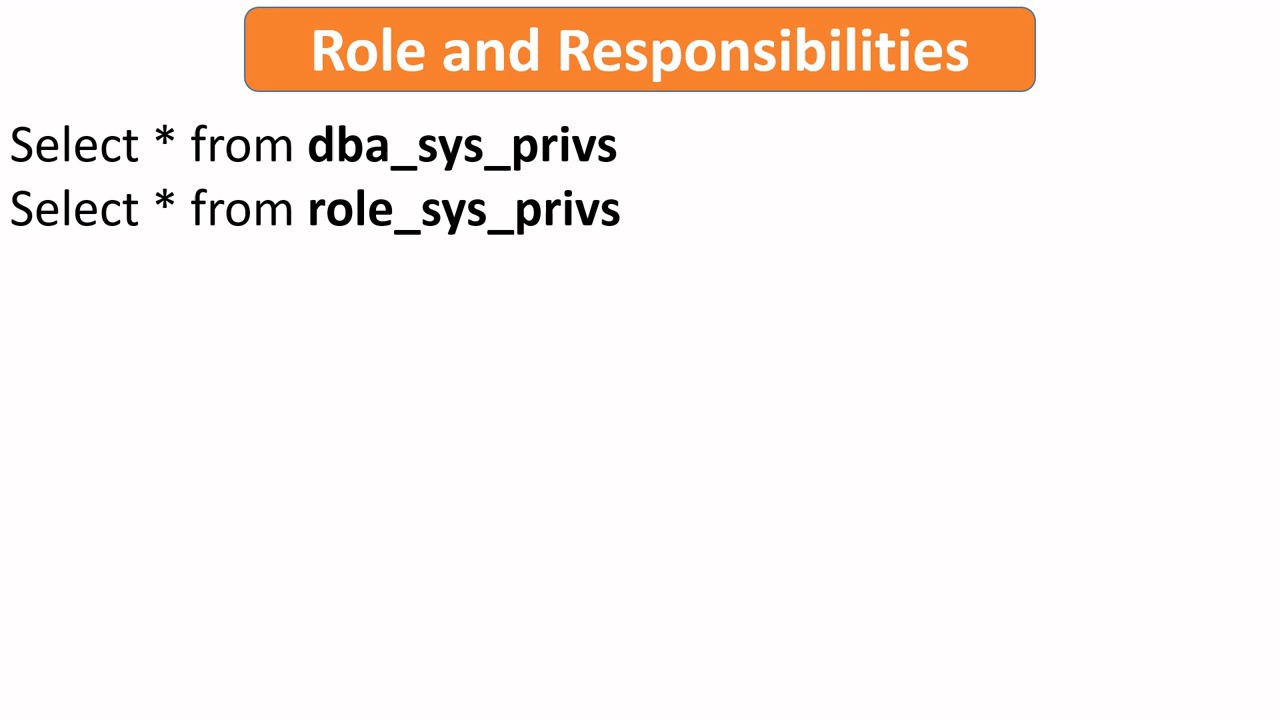 Role and Responsibilities
Select * from dba_sys_privs
Select * from role_sys_privs